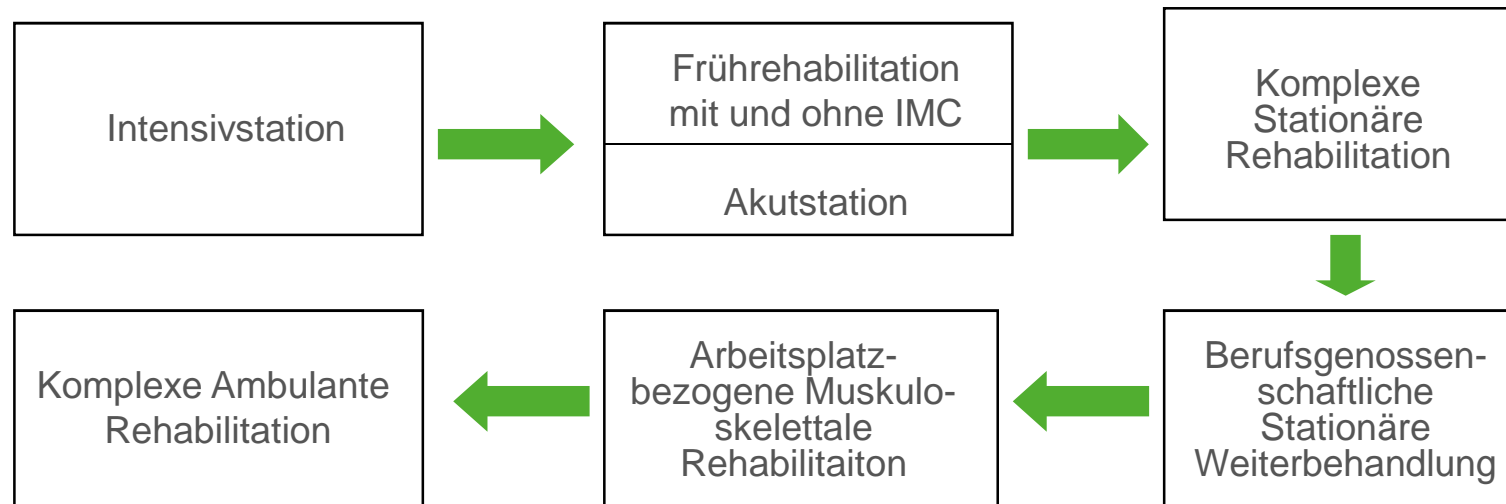 Intensivstation
Frührehabilitation
mit und ohne IMC
Akutstation
Komplexe
Stationäre
Rehabilitation
Berufsgenossen-
schaftliche
Stationäre
Weiterbehandlung
Arbeitsplatz-
bezogene Muskulo-
skelettale
Rehabilitaiton
Komplexe Ambulante
Rehabilitation